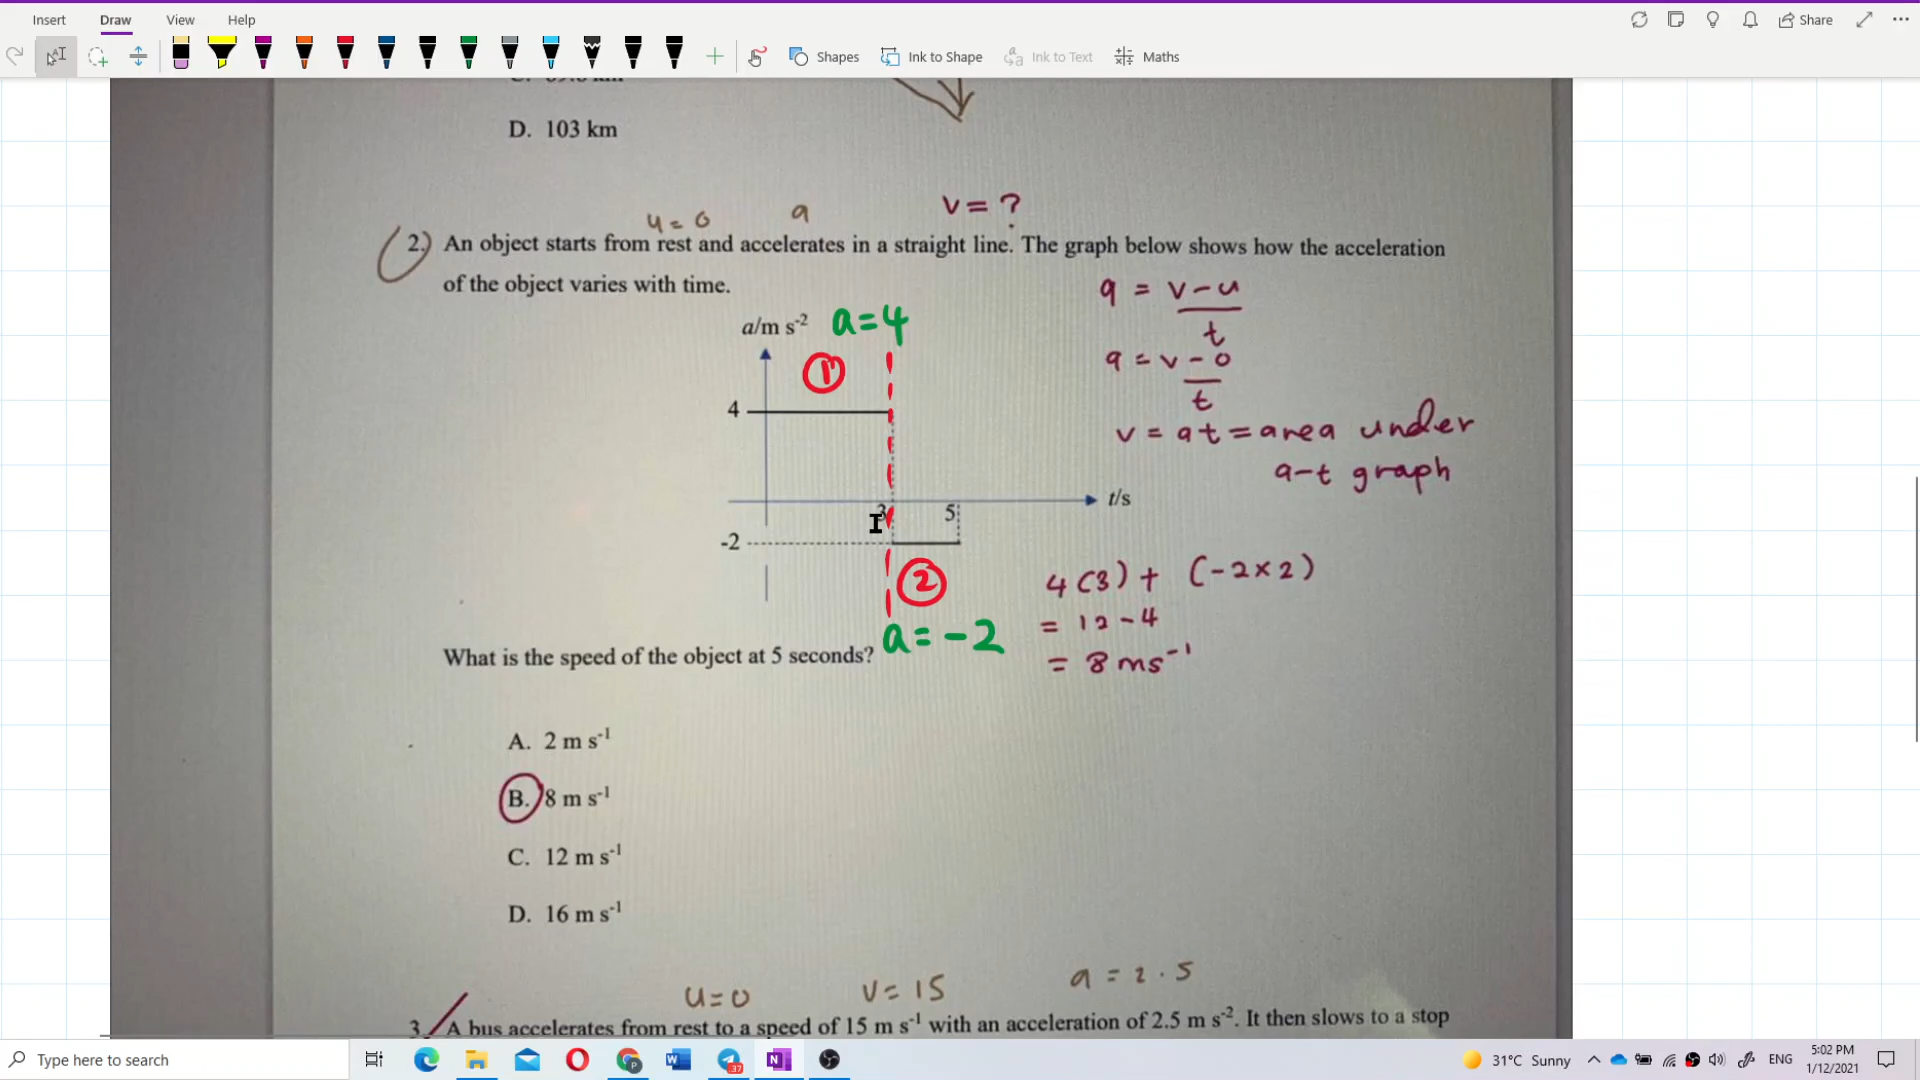 Insert Draw View Help
Share
Shapes Ink to Shape Ink to Text Maths
D. 103 km
u = 0 a v = ?
2.) An object starts from rest and accelerates in a straight line. The graph below shows how the acceleration
of the object varies with time.
a = v-u
t
a/m s-2 a=4
a = v - 0
t
1
4
v = at = area under
a-t graph
t/s
3 5
-2
2
4(3) + (-2×2)
= 12 - 4
a=-2
What is the speed of the object at 5 seconds?
= 8 ms-1
A. 2 m s-1
B. 8 m s-1
C. 12 m s-1
D. 16 m s-1
u=0 v= 15 a = 2.5
3 A bus accelerates from rest to a speed of 15 m s-1 with an acceleration of 2.5 m s-2. It then slows to a stop
Type here to search
37
31°C Sunny
ENG
5:02 PM
1/12/2021